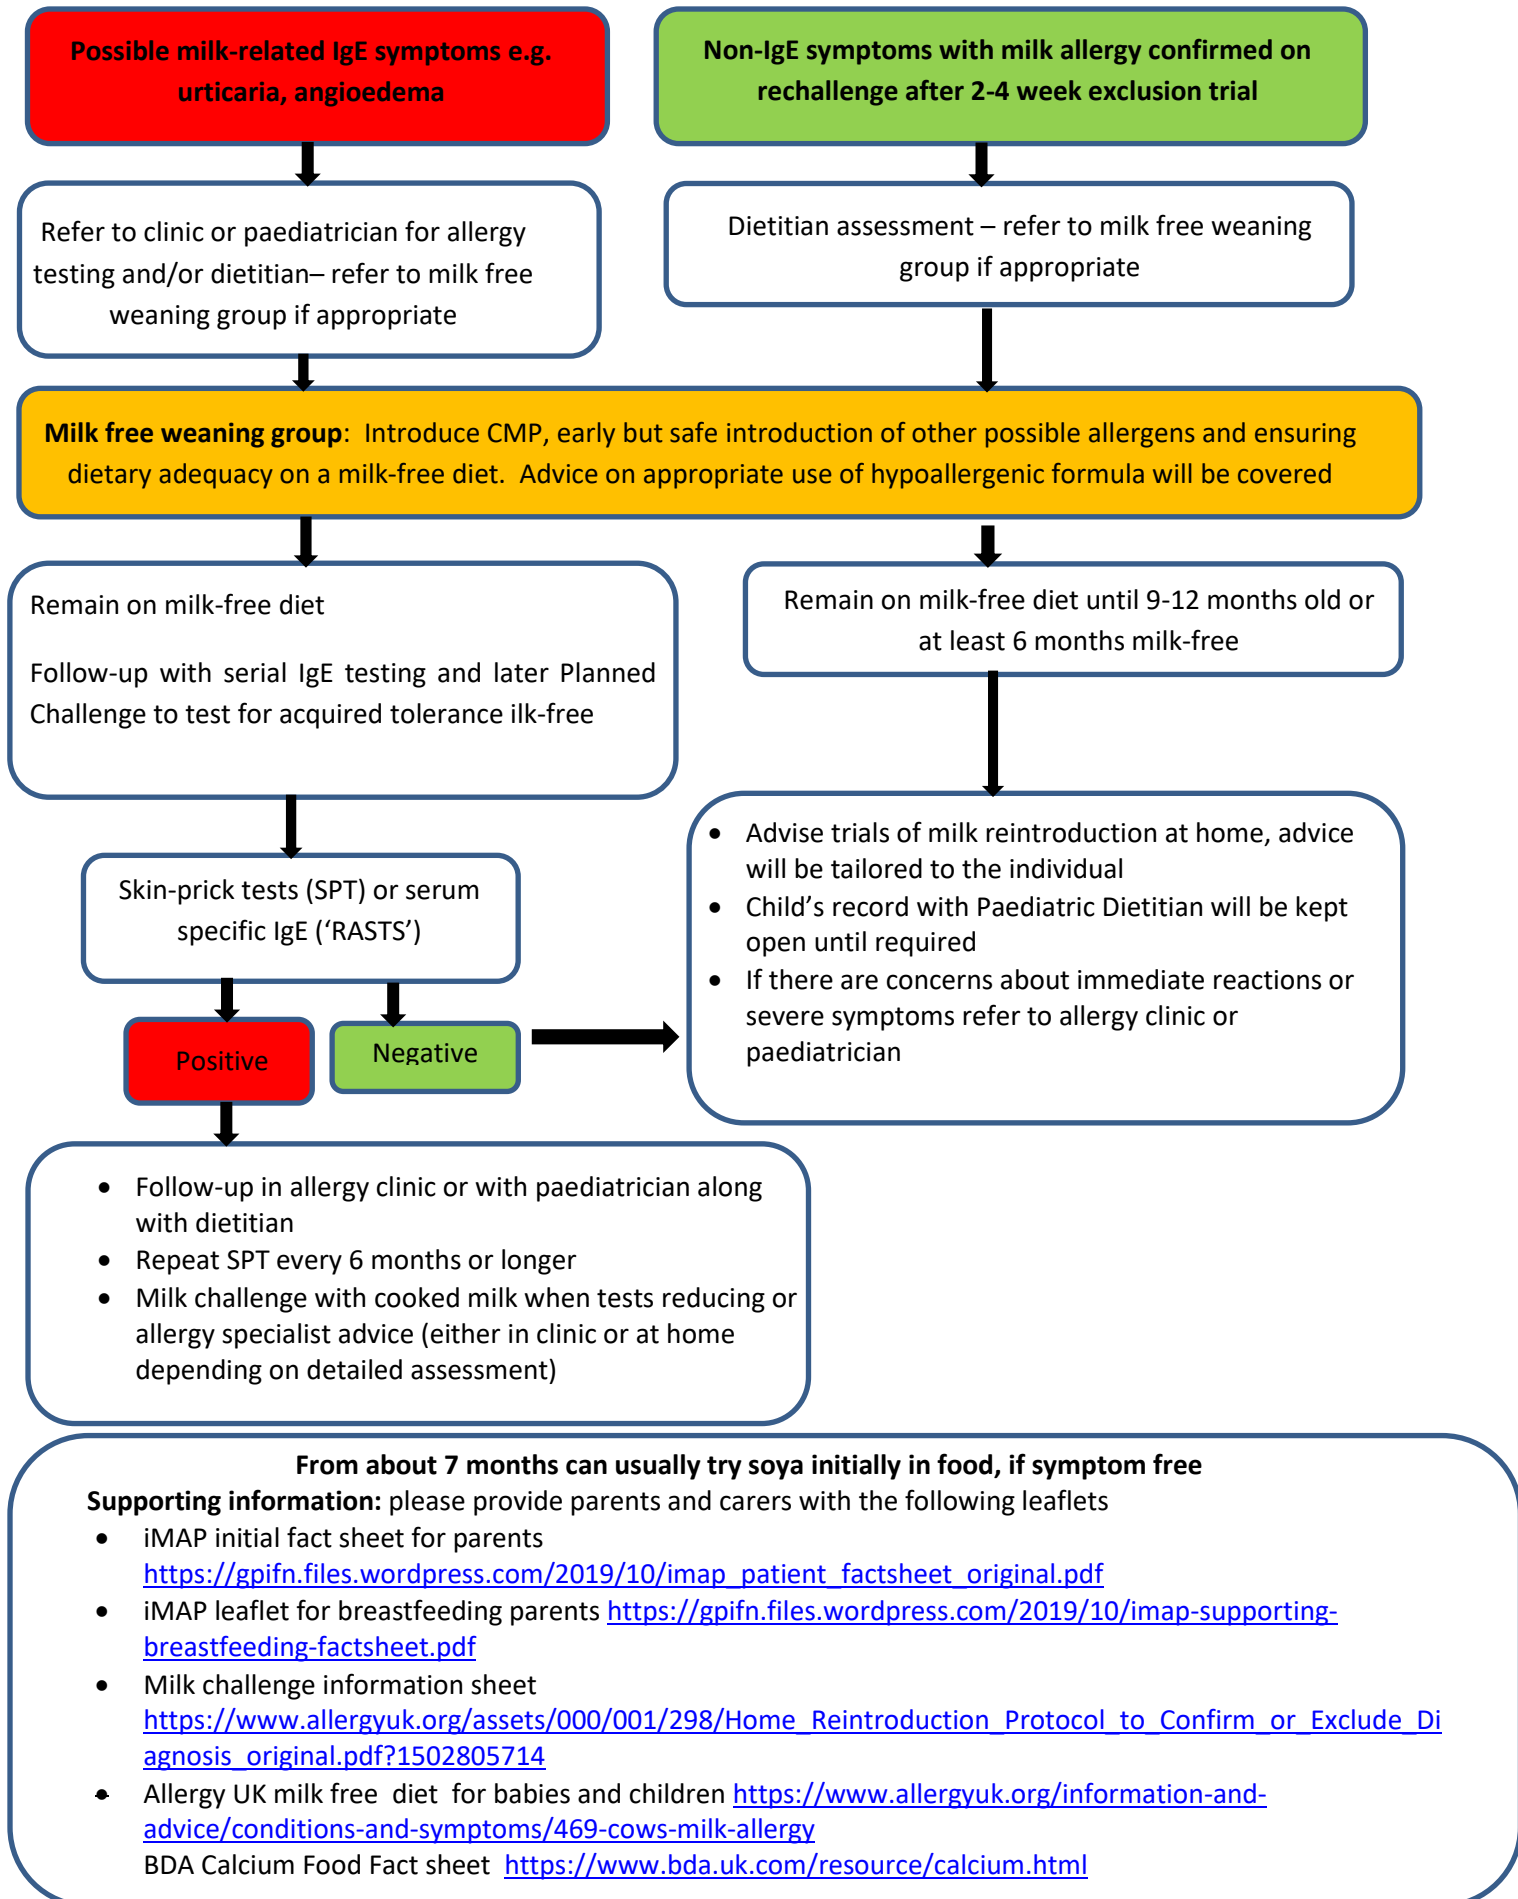 Possible milk-related IgE symptoms e.g.
urticaria, angioedema
Non-IgE symptoms with milk allergy confirmed on
rechallenge after 2-4 week exclusion trial
Refer to clinic or paediatrician for allergy
testing and/or dietitian– refer to milk free
weaning group if appropriate
Dietitian assessment – refer to milk free weaning
group if appropriate
Milk free weaning group:  Introduce CMP, early but safe introduction of other possible allergens and ensuring
dietary adequacy on a milk-free diet.  Advice on appropriate use of hypoallergenic formula will be covered
Remain on milk-free diet
Follow-up with serial IgE testing and later Planned
Challenge to test for acquired tolerance ilk-free
Remain on milk-free diet until 9-12 months old or
at least 6 months milk-free
Skin-prick tests (SPT) or serum
specific IgE (‘RASTS’)
Positive
Negative
• Advise trials of milk reintroduction at home, advice
will be tailored to the individual
• Child’s record with Paediatric Dietitian will be kept
open until required
• If there are concerns about immediate reactions or
severe symptoms refer to allergy clinic or
paediatrician
• Follow-up in allergy clinic or with paediatrician along
with dietitian
• Repeat SPT every 6 months or longer
• Milk challenge with cooked milk when tests reducing or
allergy specialist advice (either in clinic or at home
depending on detailed assessment)
From about 7 months can usually try soya initially in food, if symptom free
Supporting information: please provide parents and carers with the following leaflets
• iMAP initial fact sheet for parents
https://gpifn.files.wordpress.com/2019/10/imap_patient_factsheet_original.pdf
• iMAP leaflet for breastfeeding parents https://gpifn.files.wordpress.com/2019/10/imap-supporting-
breastfeeding-factsheet.pdf
• Milk challenge information sheet
https://www.allergyuk.org/assets/000/001/298/Home_Reintroduction_Protocol_to_Confirm_or_Exclude_Di
agnosis_original.pdf?1502805714
• Allergy UK milk free  diet  for babies and children https://www.allergyuk.org/information-and-
advice/conditions-and-symptoms/469-cows-milk-allergy
BDA Calcium Food Fact sheet  https://www.bda.uk.com/resource/calcium.html